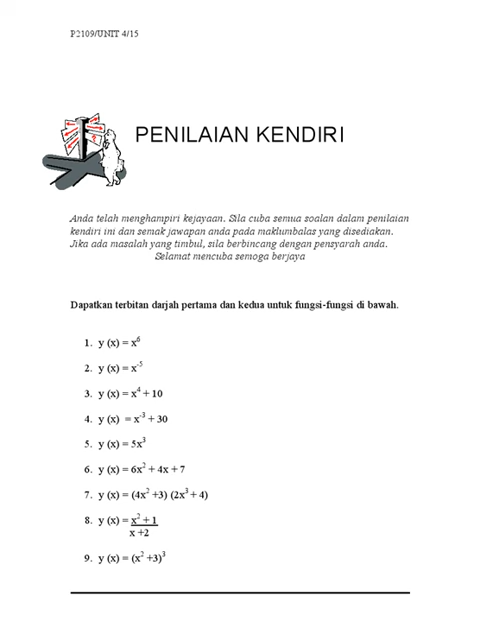 P2109/UNIT 4/15
PENILAIAN KENDIRI
Anda telah menghampiri kejayaan. Sila cuba semua soalan dalam penilaian
kendiri ini dan semak jawapan anda pada maklumbalas yang disediakan.
Jika ada masalah yang timbul, sila berbincang dengan pensyarah anda.
Selamat mencuba semoga berjaya
Dapatkan terbitan darjah pertama dan kedua untuk fungsi-fungsi di bawah.
1. y (x) = x⁶
2. y (x) = x⁻⁵
3. y (x) = x⁴ + 10
4. y (x) = x⁻³ + 30
5. y (x) = 5x³
6. y (x) = 6x² + 4x + 7
7. y (x) = (4x² +3) (2x³ + 4)
8. y (x) = x² + 1
x +2
9. y (x) = (x² +3)³